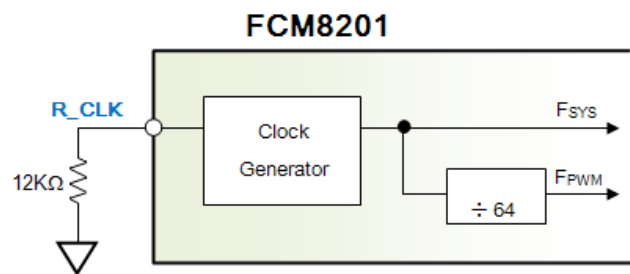 FCM8201
R_CLK
12KΩ
Clock
Generator
FSYS
FPWM
÷ 64